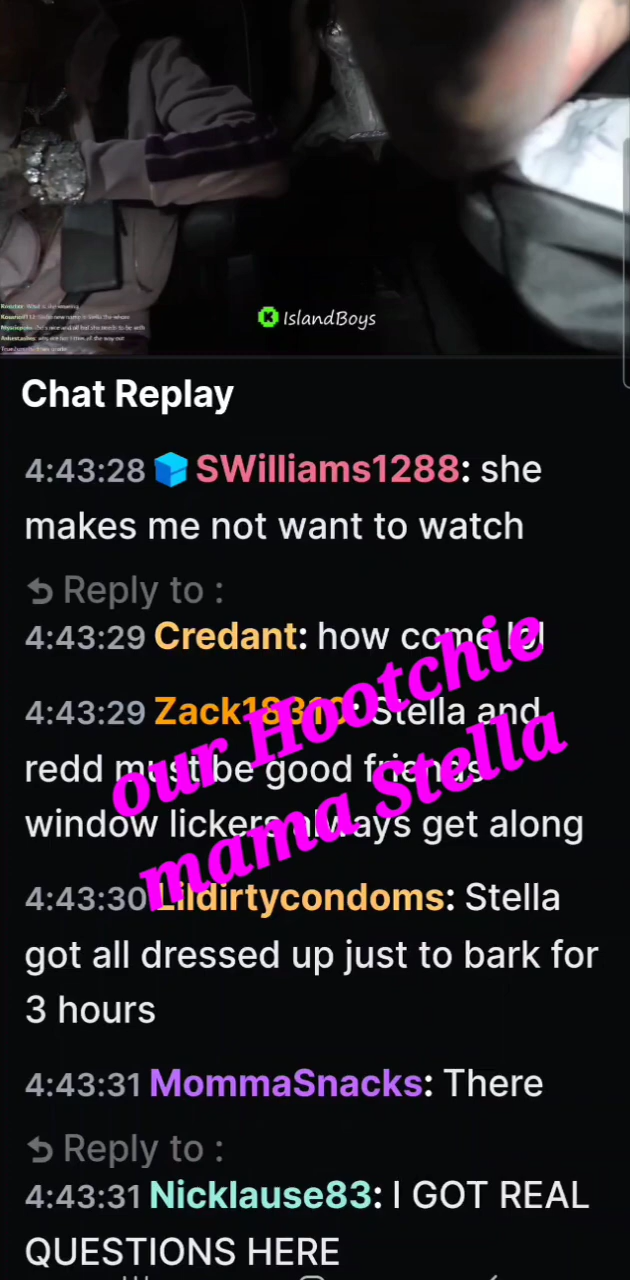 IslandBoys
Chat Replay
4:43:28 SWilliams1288: she
makes me not want to watch
Reply to :
4:43:29 Credant: how come lol
4:43:29 Zack18310: Stella and
redd must be good friends
window lickers always get along
4:43:30 Lildirtycondoms: Stella
got all dressed up just to bark for
3 hours
4:43:31 MommaSnacks: There
Reply to :
4:43:31 Nicklause83: I GOT REAL
QUESTIONS HERE
our Hootchie
mama Stella